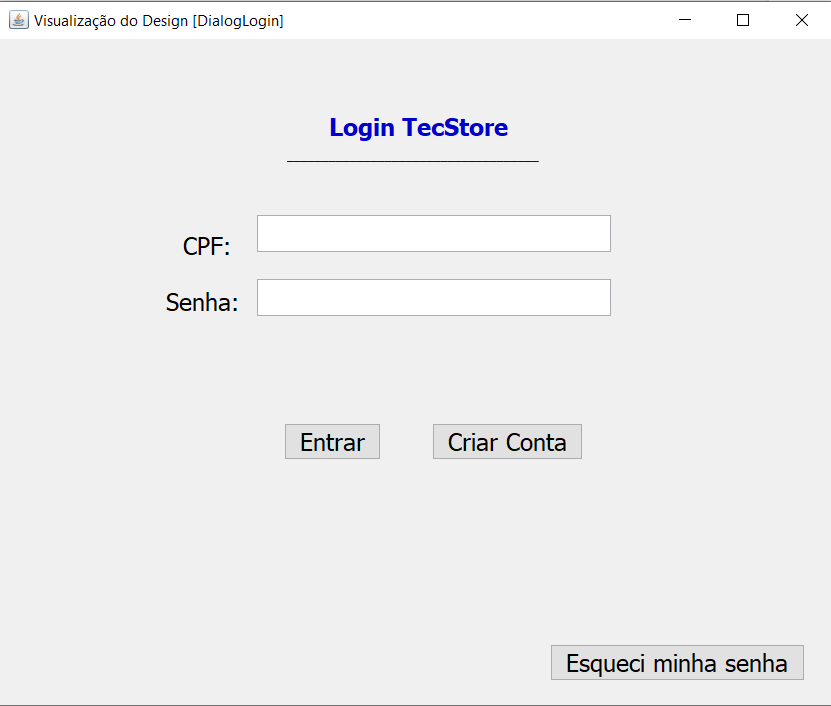 Visualização do Design [DialogLogin]
Login TecStore
CPF:
Senha:
Entrar
Criar Conta
Esqueci minha senha